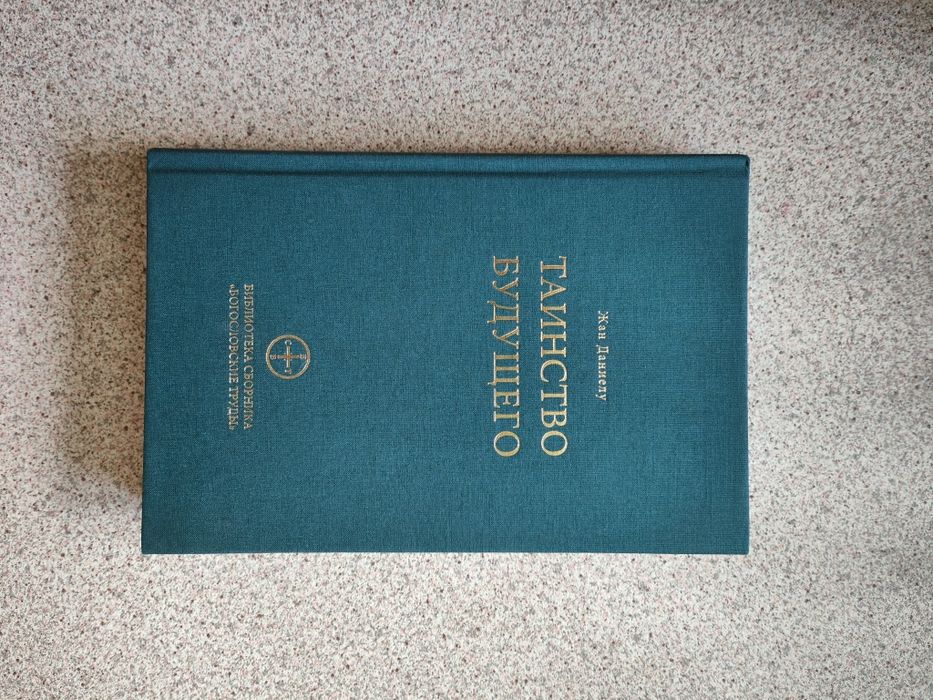 Жан Даниелу
ТАИНСТВО
БУДУЩЕГО
С
Б В
Т
БИБЛИОТЕКА СБОРНИКА
«БОГОСЛОВСКИЕ ТРУДЫ»